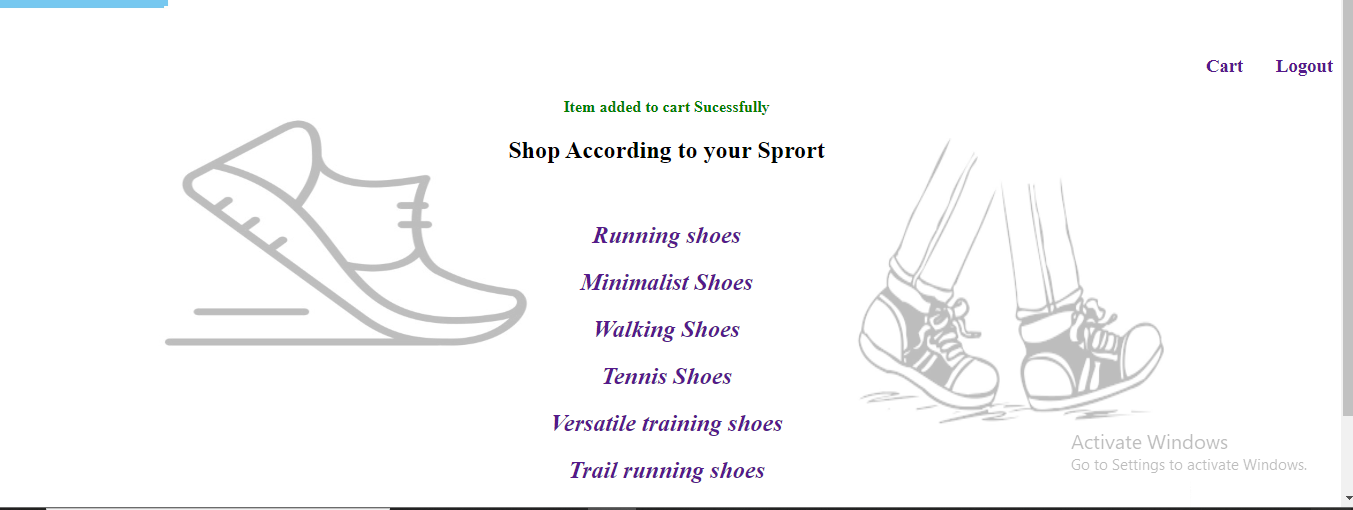 Cart Logout
Item added to cart Sucessfully
Shop According to your Sprort
Running shoes
Minimalist Shoes
Walking Shoes
Tennis Shoes
Versatile training shoes
Trail running shoes
Activate Windows
Go to Settings to activate Windows.